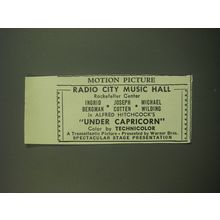 MOTION PICTURE
RADIO CITY MUSIC HALL
Rockefeller Center
INGRID JOSEPH MICHAEL
BERGMAN * COTTEN * WILDING
in ALFRED HITCHCOCK'S
"UNDER CAPRICORN"
Color by TECHNICOLOR
A Transatlantic Picture - Presented by Warner Bros.
SPECTACULAR STAGE PRESENTATION